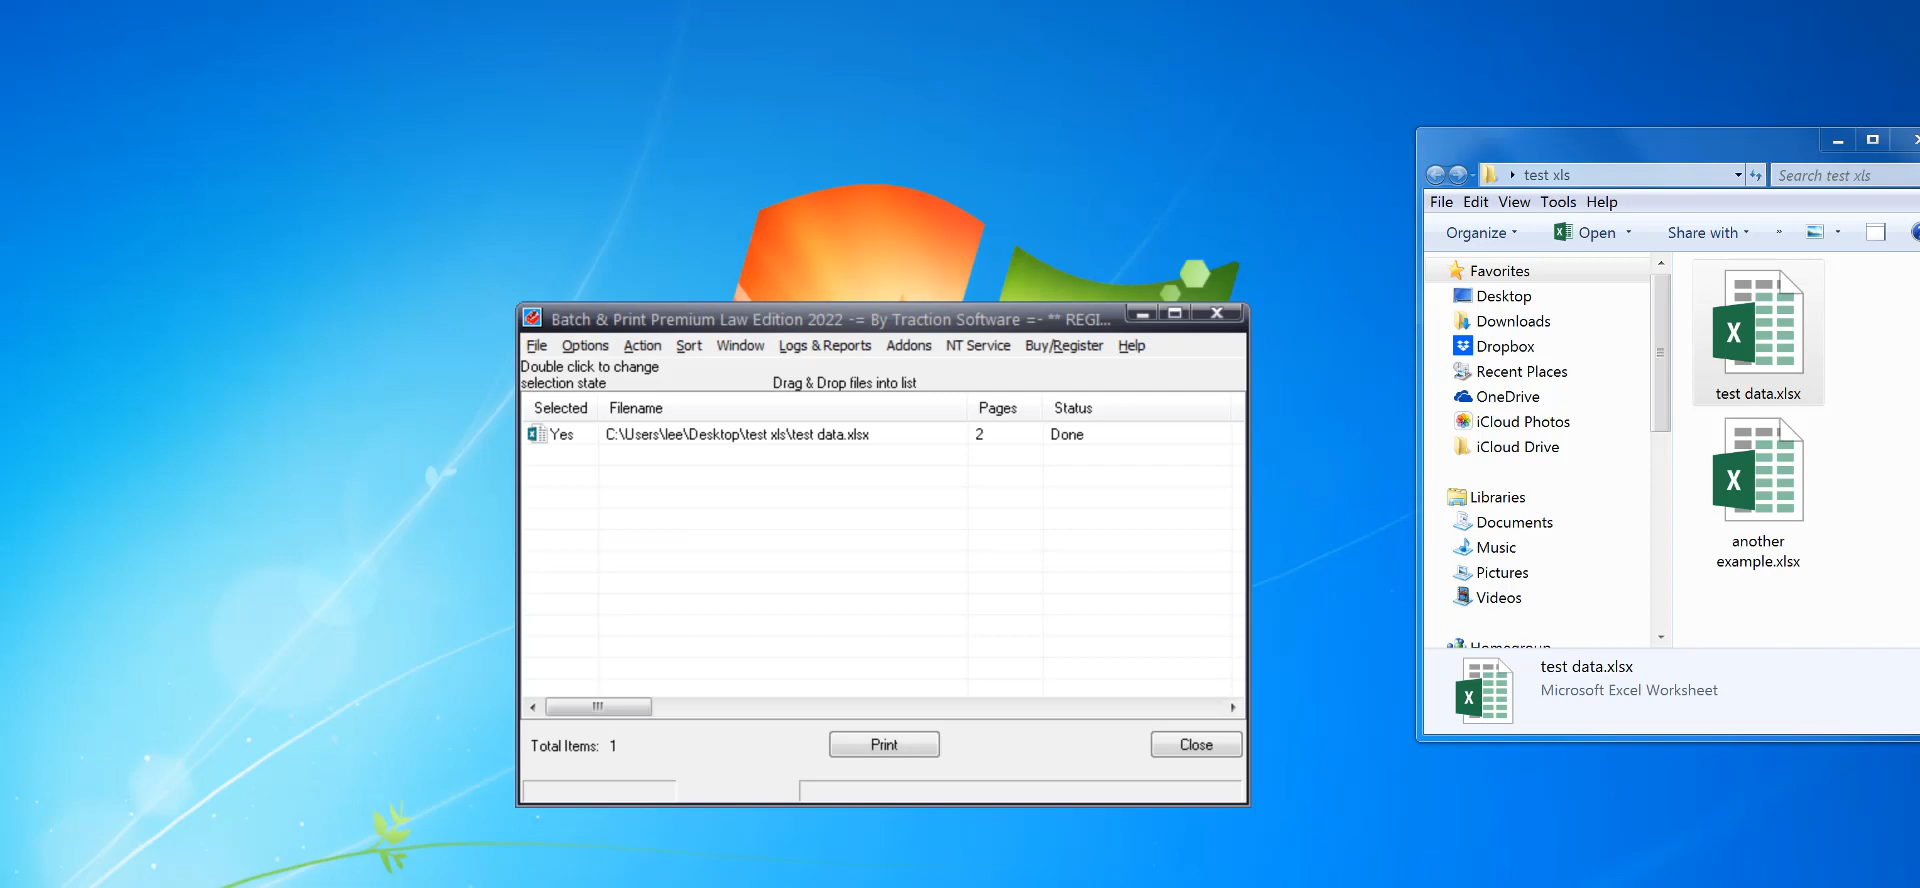 Batch & Print Premium Law Edition 2022 -= By Traction Software =- ** REGI...
File Options Action Sort Window Logs & Reports Addons NT Service Buy/Register Help
Double click to change
selection state
Drag & Drop files into list
Selected Filename Pages Status
Yes C:\Users\lee\Desktop\test xls\test data.xlsx 2 Done
Total Items: 1
Print
Close
test xls
Search test xls
File Edit View Tools Help
Organize Open Share with »
Favorites
Desktop
Downloads
Dropbox
Recent Places
OneDrive
iCloud Photos
iCloud Drive
Libraries
Documents
Music
Pictures
Videos
Homegroup
X
test data.xlsx
X
another
example.xlsx
X
test data.xlsx
Microsoft Excel Worksheet